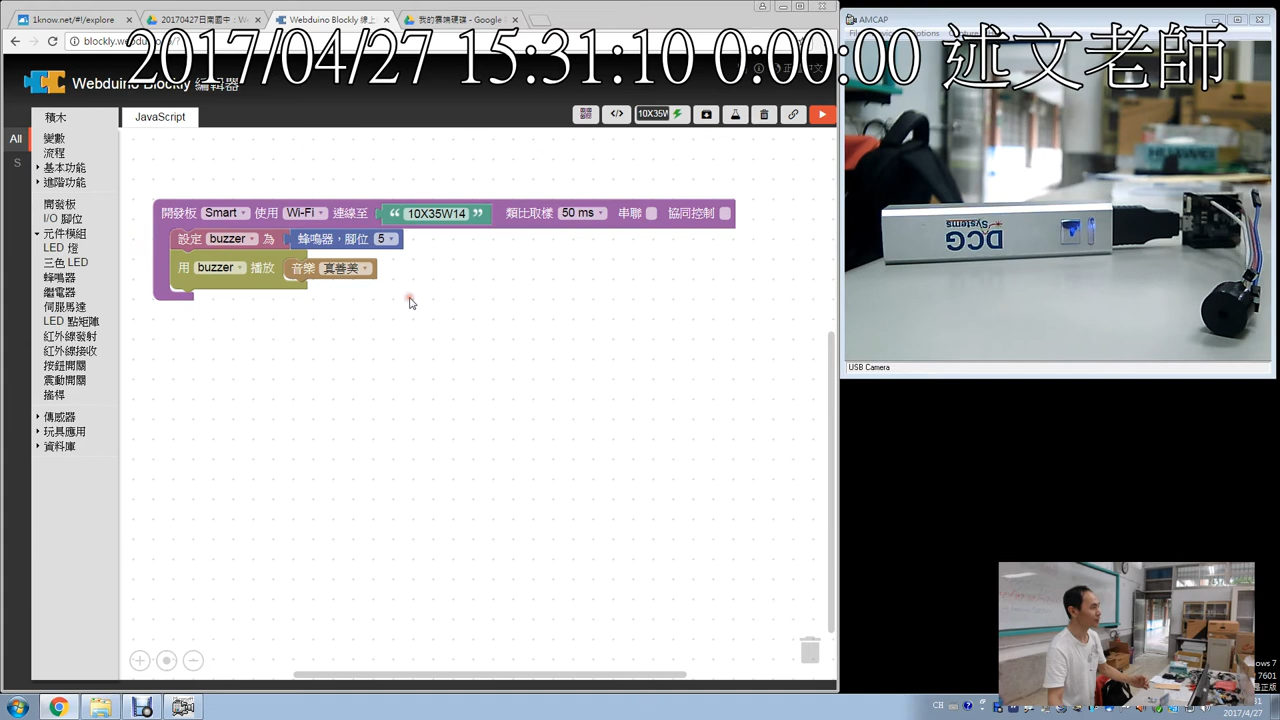 1know.net/#!/explore
20170427日南國中 : We
Webduino Blockly 線上
我的雲端硬碟 - Google
blockly.webdu
2017/04/27 15:31:10 0:00:00 述文老師
Webduino Blockly 編輯器
積木
JavaScript
10X35W
All
S
變數
流程
基本功能
進階功能
開發板
I/O 腳位
元件模組
LED 燈
三色 LED
蜂鳴器
繼電器
伺服馬達
LED 點矩陣
紅外線發射
紅外線接收
按鈕開關
震動開關
搖桿
傳感器
玩具應用
資料庫
開發板 Smart 使用 Wi-Fi 連線至 “ 10X35W14 ” 類比取樣 50 ms 串聯 協同控制
設定 buzzer 為 蜂鳴器，腳位 5
用 buzzer 播放 音樂 真善美
AMCAP
HUAWEI
DCG
Systems
USB Camera
7601
CH
2017/4/27